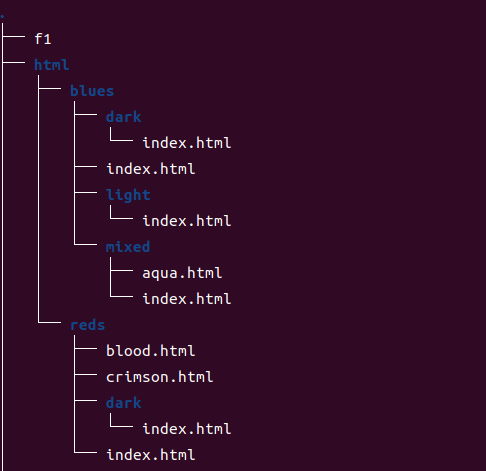 .
f1
html
blues
dark
index.html
index.html
light
index.html
mixed
aqua.html
index.html
reds
blood.html
crimson.html
dark
index.html
index.html